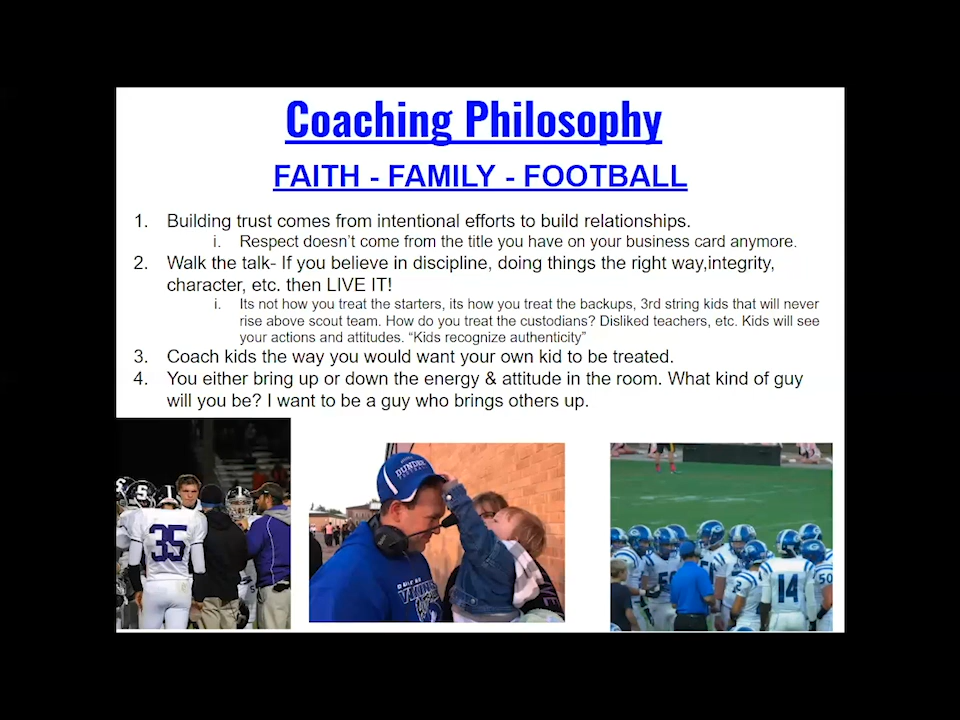 Coaching Philosophy
FAITH - FAMILY - FOOTBALL
1. Building trust comes from intentional efforts to build relationships.
i. Respect doesn't come from the title you have on your business card anymore.
2. Walk the talk- If you believe in discipline, doing things the right way,integrity,
character, etc. then LIVE IT!
i. Its not how you treat the starters, its how you treat the backups, 3rd string kids that will never
rise above scout team. How do you treat the custodians? Disliked teachers, etc. Kids will see
your actions and attitudes. "Kids recognize authenticity"
3. Coach kids the way you would want your own kid to be treated.
4. You either bring up or down the energy & attitude in the room. What kind of guy
will you be? I want to be a guy who brings others up.
S
35
DUNDEE
14
50